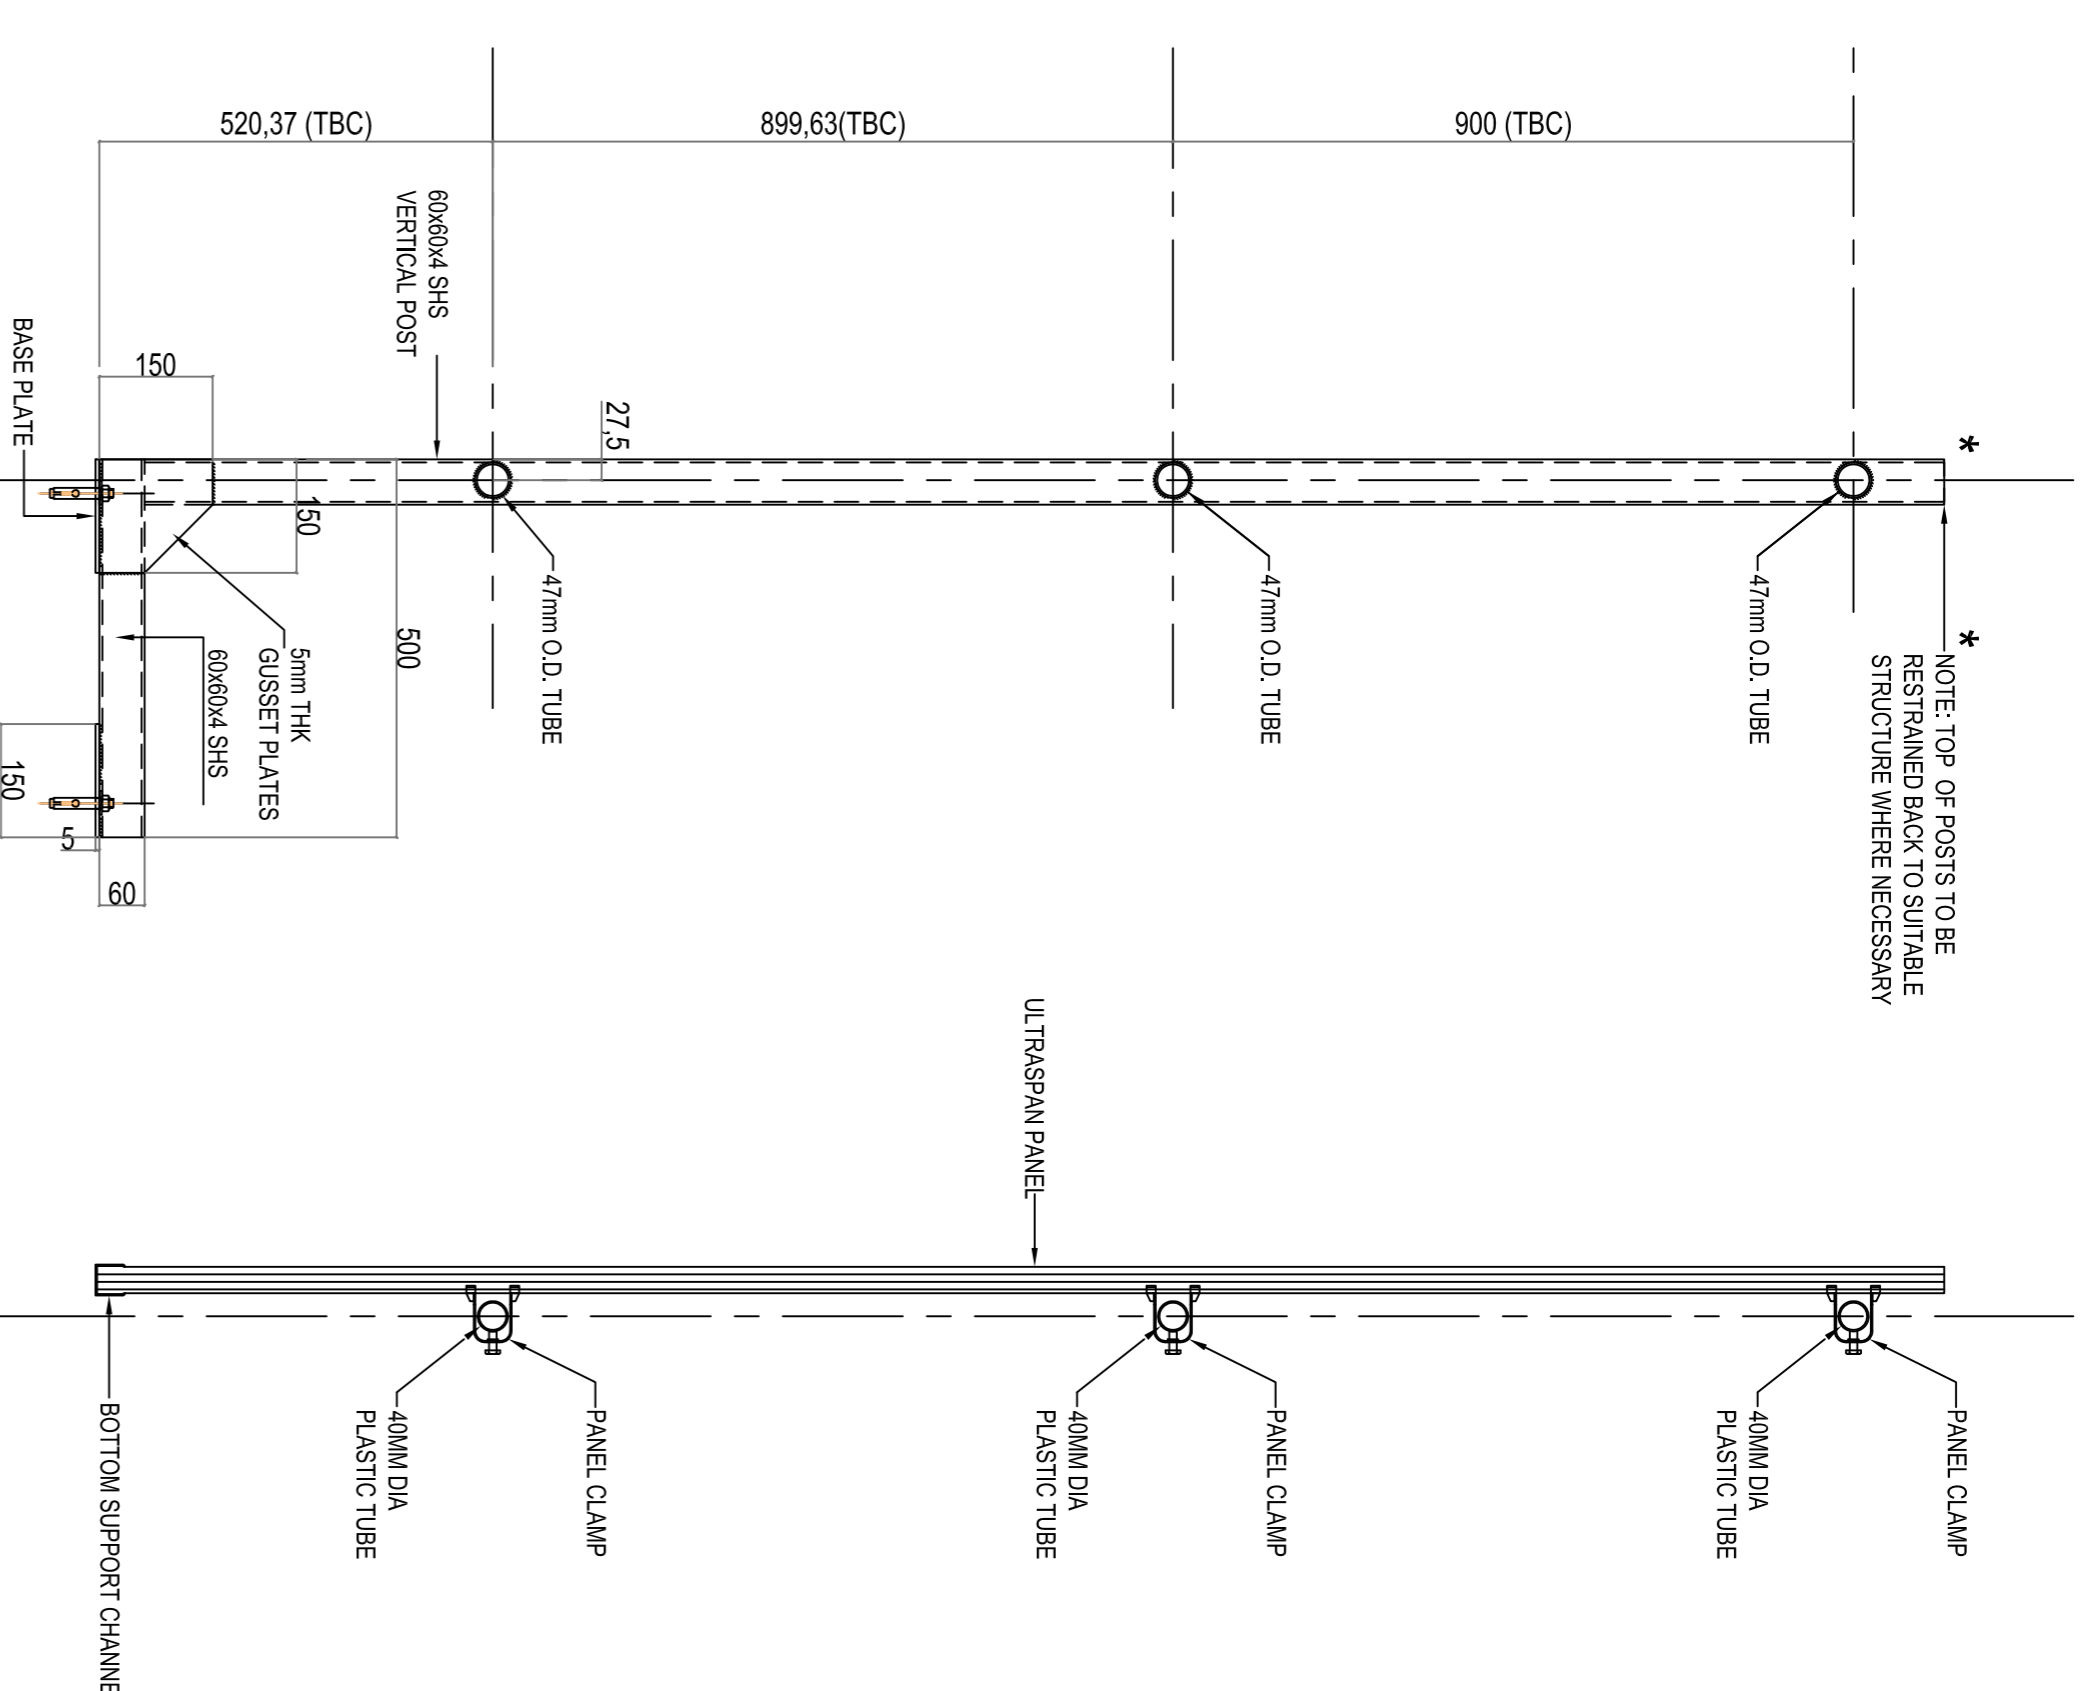 520,37 (TBC)
899,63(TBC)
900 (TBC)
60x60x4 SHS
VERTICAL POST
BASE PLATE
150
27,5
150
500
47mm O.D. TUBE
47mm O.D. TUBE
47mm O.D. TUBE
*
*
NOTE: TOP OF POSTS TO BE
RESTRAINED BACK TO SUITABLE
STRUCTURE WHERE NECESSARY
5mm THK
GUSSET PLATES
60x60x4 SHS
150
5
60
ULTRASPAN PANEL
PANEL CLAMP
40MM DIA
PLASTIC TUBE
PANEL CLAMP
40MM DIA
PLASTIC TUBE
PANEL CLAMP
40MM DIA
PLASTIC TUBE
BOTTOM SUPPORT CHANNE